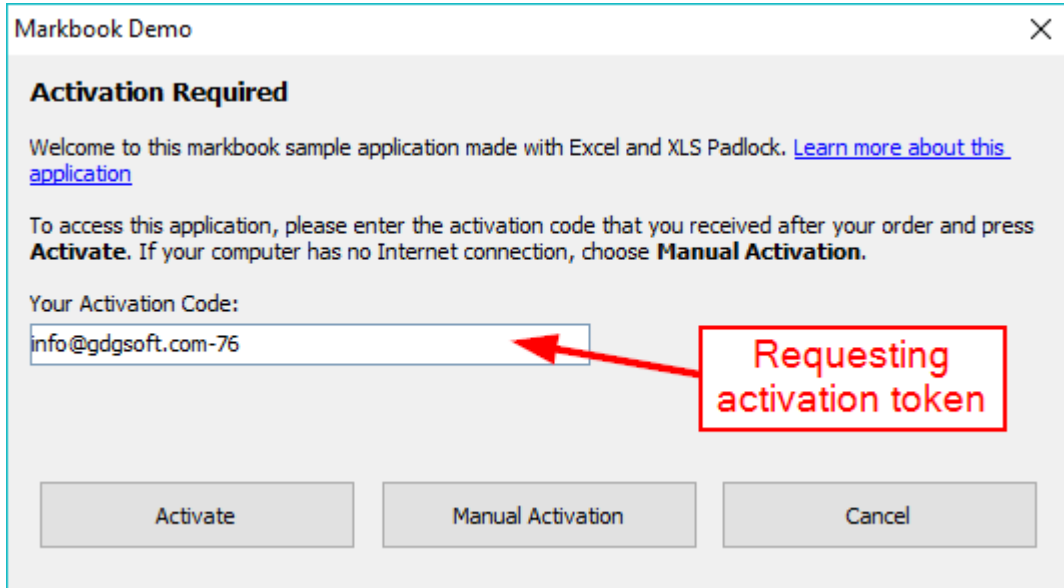 Markbook Demo
Activation Required
Welcome to this markbook sample application made with Excel and XLS Padlock. Learn more about this
application
To access this application, please enter the activation code that you received after your order and press
Activate. If your computer has no Internet connection, choose Manual Activation.
Your Activation Code:
info@gdgsoft.com-76
Requesting
activation token
Activate
Manual Activation
Cancel